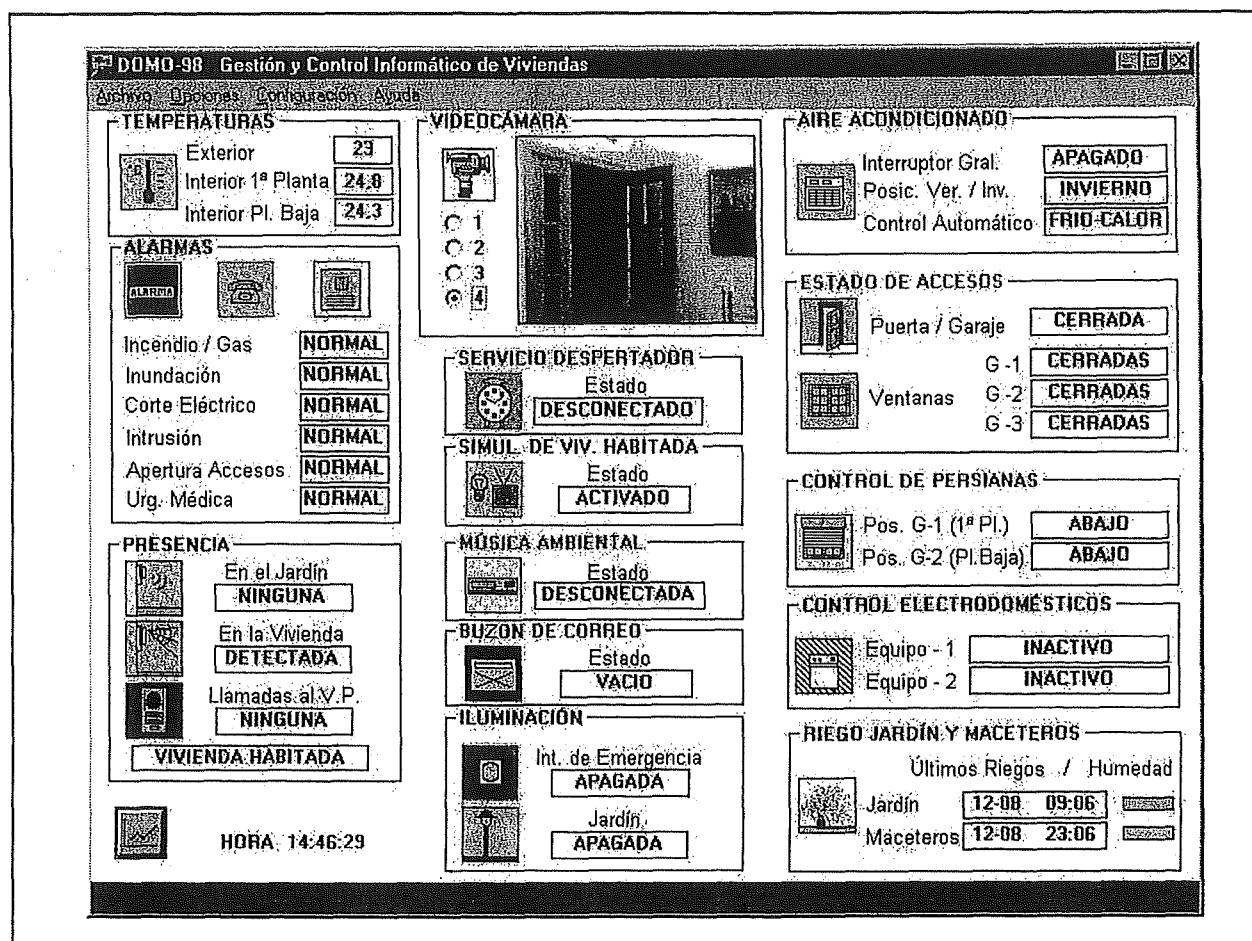 DOMO-98 Gestión y Control Informático de Viviendas
Archivo Opciones Configuración Ayuda
TEMPERATURAS
Exterior 23
Interior 1ª Planta 24,0
Interior Pl. Baja 24,3
ALARMAS
ALARMA
Incendio / Gas NORMAL
Inundación NORMAL
Corte Eléctrico NORMAL
Intrusión NORMAL
Apertura Accesos NORMAL
Urg. Médica NORMAL
PRESENCIA
En el Jardín
NINGUNA
En la Vivienda
DETECTADA
Llamadas al V.P.
NINGUNA
VIVIENDA HABITADA
HORA 14:46:29
VIDEOCÁMARA
1
2
3
4
SERVICIO DESPERTADOR
Estado
DESCONECTADO
SIMUL. DE VIV. HABITADA
Estado
ACTIVADO
MÚSICA AMBIENTAL
Estado
DESCONECTADA
BUZON DE CORREO
Estado
VACIO
ILUMINACIÓN
Int. de Emergencia
APAGADA
Jardín
APAGADA
AIRE ACONDICIONADO
Interruptor Gral. APAGADO
Posic. Ver. / Inv. INVIERNO
Control Automático FRIO-CALOR
ESTADO DE ACCESOS
Puerta / Garaje CERRADA
G -1 CERRADAS
Ventanas G -2 CERRADAS
G -3 CERRADAS
CONTROL DE PERSIANAS
Pos. G-1 (1ª Pl.) ABAJO
Pos. G-2 (Pl.Baja) ABAJO
CONTROL ELECTRODOMÉSTICOS
Equipo - 1 INACTIVO
Equipo - 2 INACTIVO
RIEGO JARDÍN Y MACETEROS
Últimos Riegos / Humedad
Jardín 12-08 09:06
Maceteros 12-08 23:06